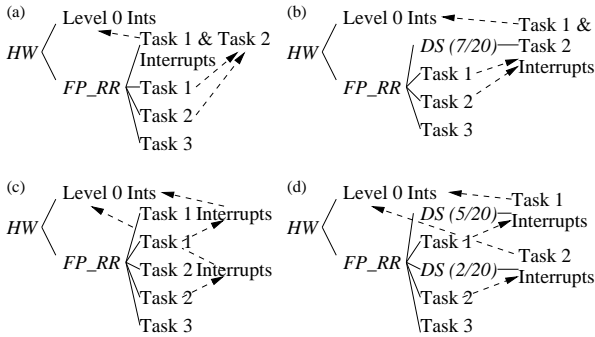 (a)
Level 0 Ints
HW
Task 1 & Task 2
Interrupts
FP_RR
Task 1
Task 2
Task 3
(b)
Level 0 Ints
HW
Task 1 &
DS (7/20)
Task 2
Interrupts
FP_RR
Task 1
Task 2
Task 3
(c)
Level 0 Ints
HW
Task 1 Interrupts
Task 1
FP_RR
Task 2 Interrupts
Task 2
Task 3
(d)
Level 0 Ints
HW
Task 1
DS (5/20)
Interrupts
Task 1
Task 2
FP_RR
DS (2/20)
Interrupts
Task 2
Task 3